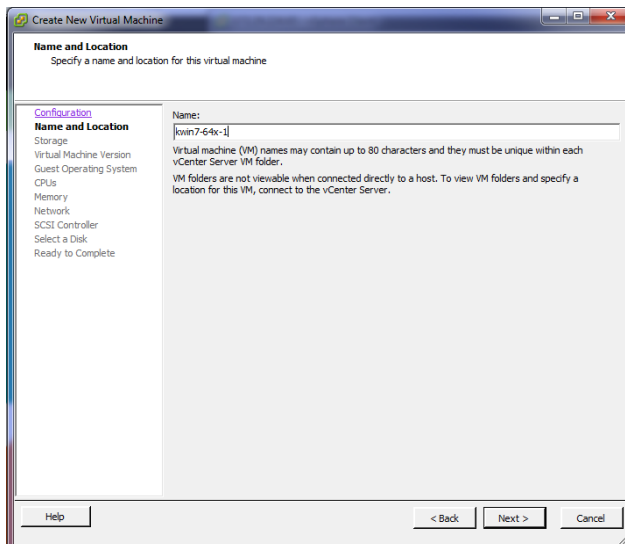 Create New Virtual Machine
Name and Location
Specify a name and location for this virtual machine
Configuration
Name and Location
Storage
Virtual Machine Version
Guest Operating System
CPUs
Memory
Network
SCSI Controller
Select a Disk
Ready to Complete
Name:
kwin7-64x-1
Virtual machine (VM) names may contain up to 80 characters and they must be unique within each
vCenter Server VM folder.
VM folders are not viewable when connected directly to a host. To view VM folders and specify a
location for this VM, connect to the vCenter Server.
Help
< Back
Next >
Cancel